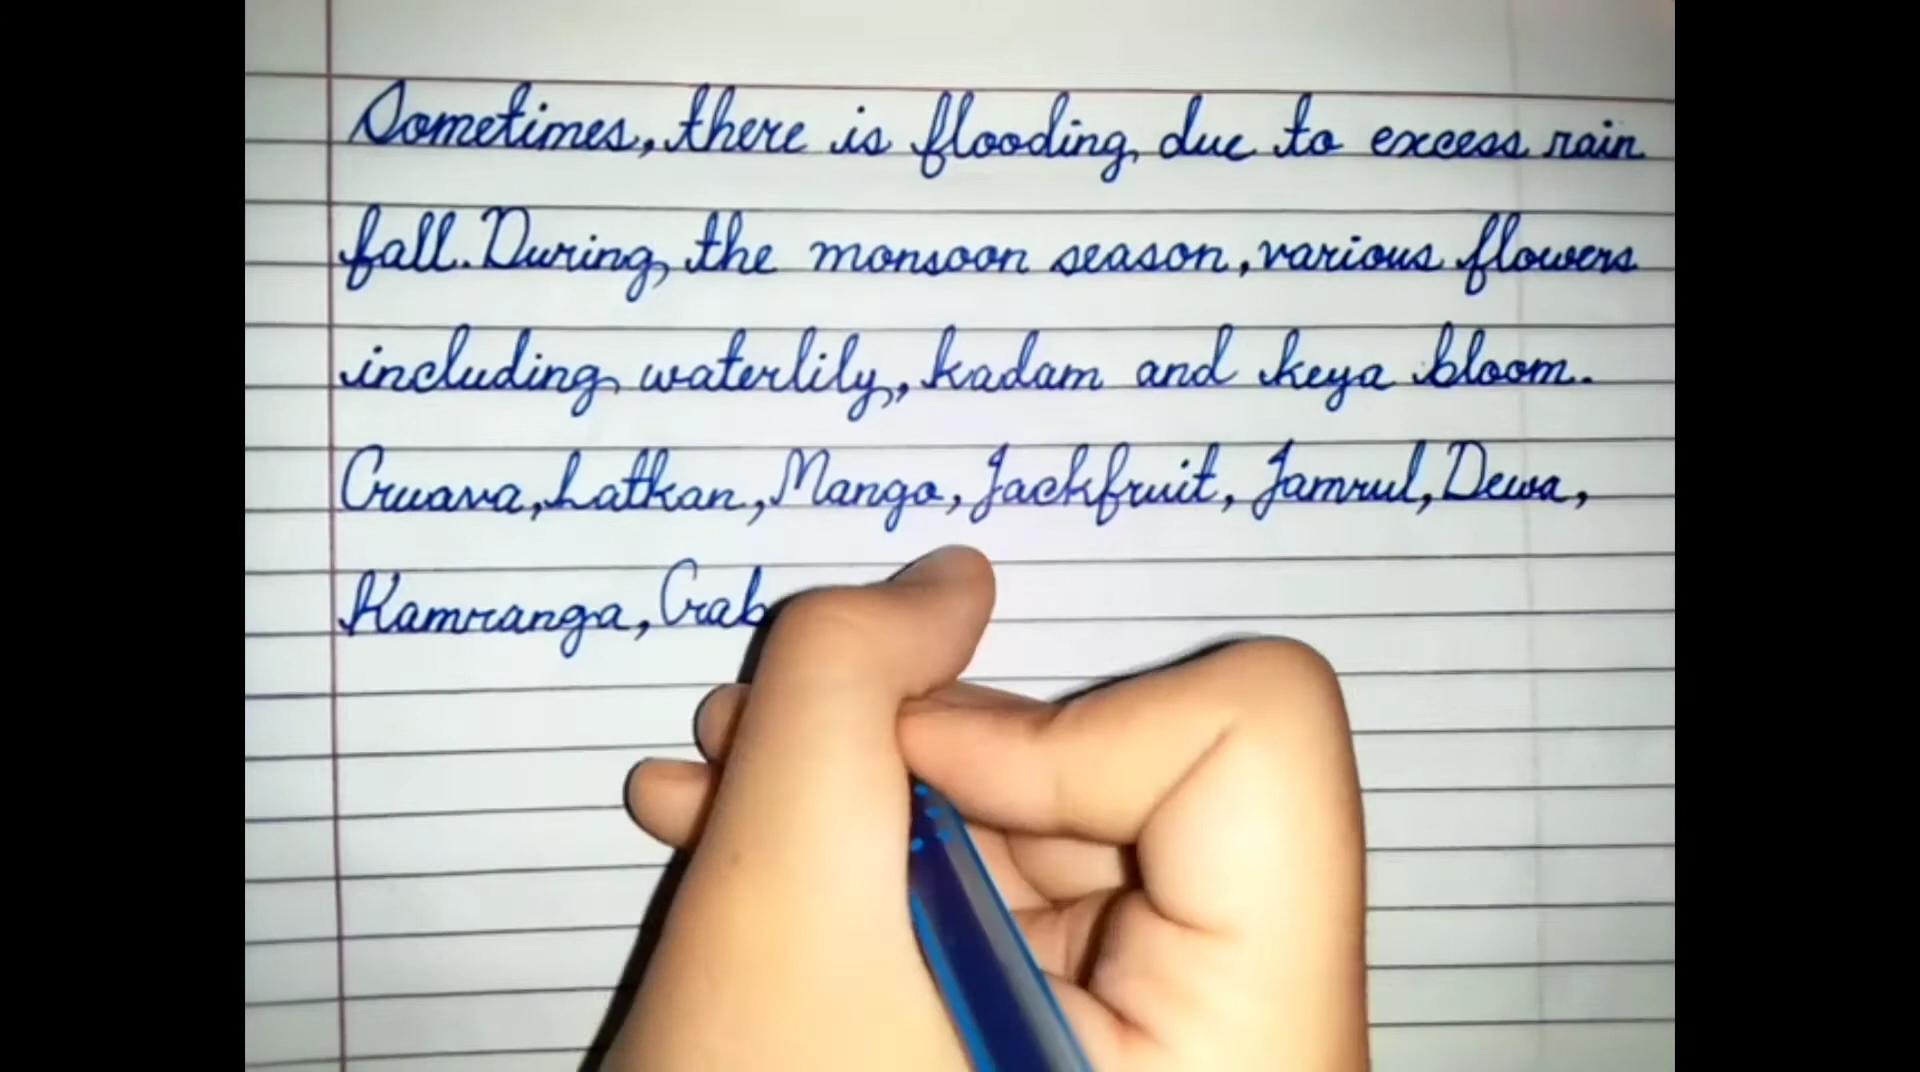 Sometimes, there is flooding due to excess rain
fall. During the monsoon season, various flowers
including waterlily, kadam and keya bloom.
Guava, Latkan, Mango, Jackfruit, Jamrul, Dewa,
Kamranga, Crab